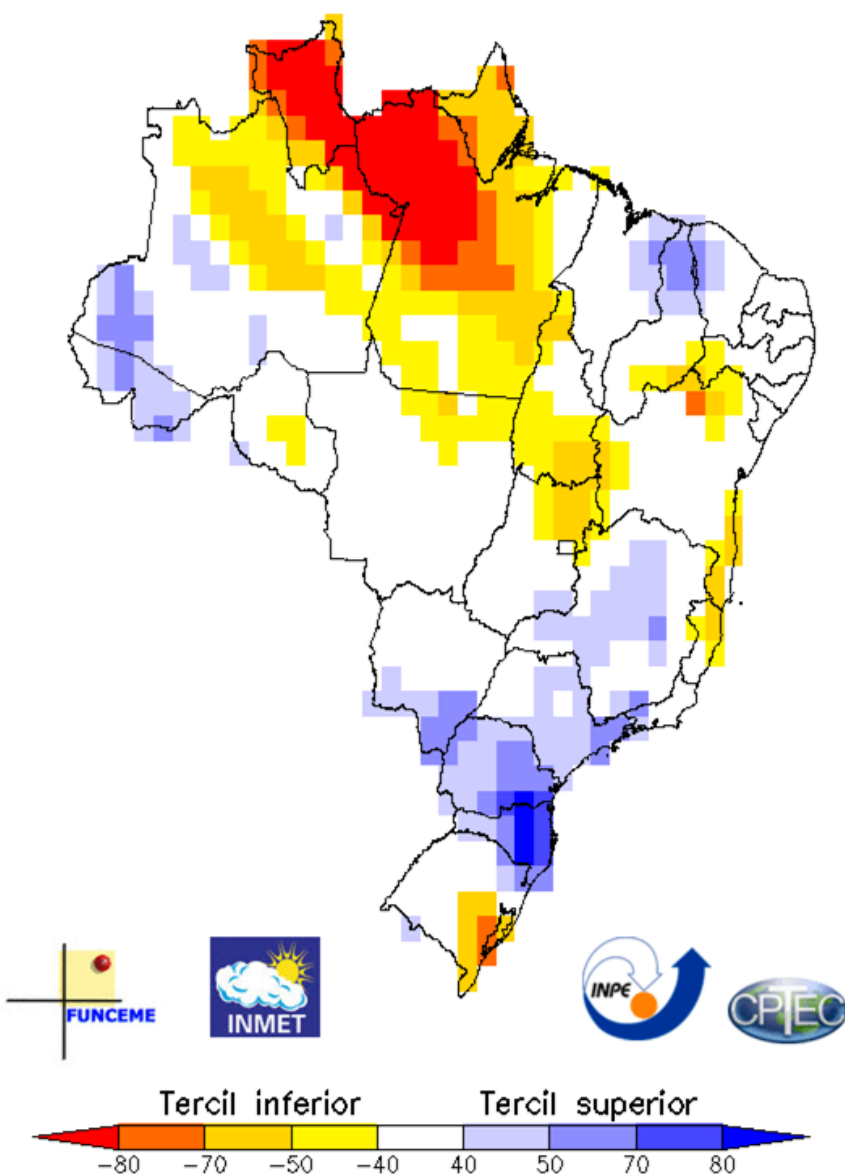 FUNCEME
INMET
INPE
CPTEC
Tercil inferior Tercil superior
−80 −70 −50 −40 40 50 70 80